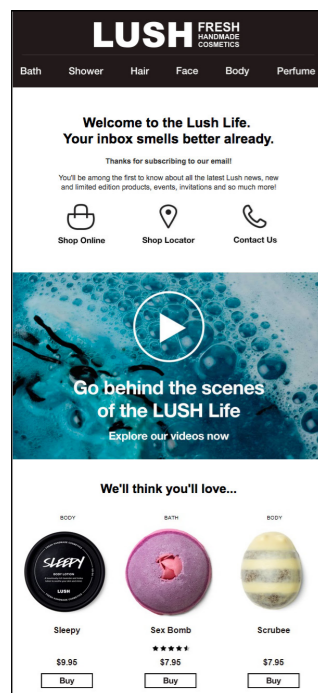 LUSH FRESH HANDMADE COSMETICS
Bath Shower Hair Face Body Perfume
Welcome to the Lush Life.
Your inbox smells better already.
Thanks for subscribing to our email!
You'll be among the first to know about all the latest Lush news, new
and limited edition products, events, invitations and so much more!
Shop Online Shop Locator Contact Us
Go behind the scenes
of the LUSH Life
Explore our videos now
We'll think you'll love...
BODY BATH BODY
SLEEPY
BODY LOTION
LUSH
Sleepy Sex Bomb Scrubee
$9.95 $7.95 $7.95
Buy Buy Buy